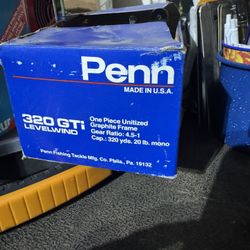 Penn
MADE IN U.S.A.
320 GTi
LEVELWIND
One Piece Unitized
Graphite Frame
Gear Ratio: 4.5-1
Cap.: 320 yds. 20 lb. mono
Penn Fishing Tackle Mfg. Co. Phila., Pa. 19132